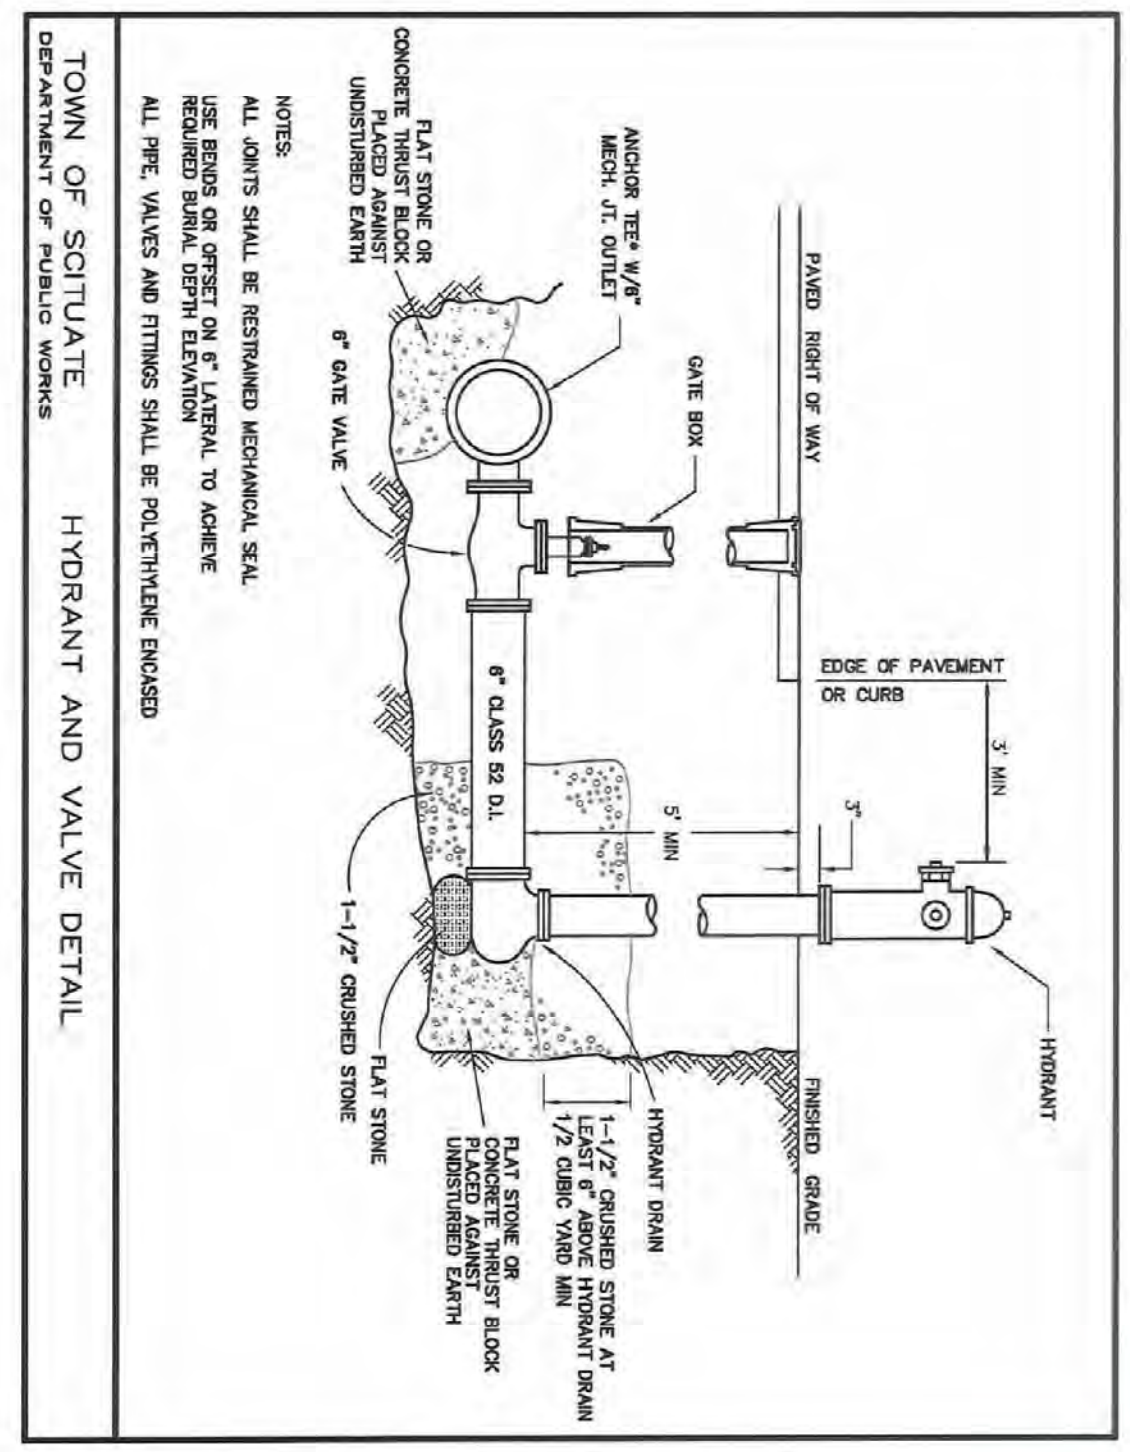 HYDRANT
3' MIN
EDGE OF PAVEMENT
OR CURB
3"
PAVED RIGHT OF WAY
FINISHED GRADE
GATE BOX
5' MIN
ANCHOR TEE* W/6"
MECH. JT. OUTLET
HYDRANT DRAIN
1-1/2" CRUSHED STONE AT
LEAST 6" ABOVE HYDRANT DRAIN
1/2 CUBIC YARD MIN
6" CLASS 52 D.I.
FLAT STONE OR
CONCRETE THRUST BLOCK
PLACED AGAINST
UNDISTURBED EARTH
6" GATE VALVE
FLAT STONE OR
CONCRETE THRUST BLOCK
PLACED AGAINST
UNDISTURBED EARTH
FLAT STONE
1-1/2" CRUSHED STONE
NOTES:
ALL JOINTS SHALL BE RESTRAINED MECHANICAL SEAL
USE BENDS OR OFFSET ON 6" LATERAL TO ACHIEVE
REQUIRED BURIAL DEPTH ELEVATION
ALL PIPE, VALVES AND FITTINGS SHALL BE POLYETHYLENE ENCASED
TOWN OF SCITUATE
DEPARTMENT OF PUBLIC WORKS
HYDRANT AND VALVE DETAIL